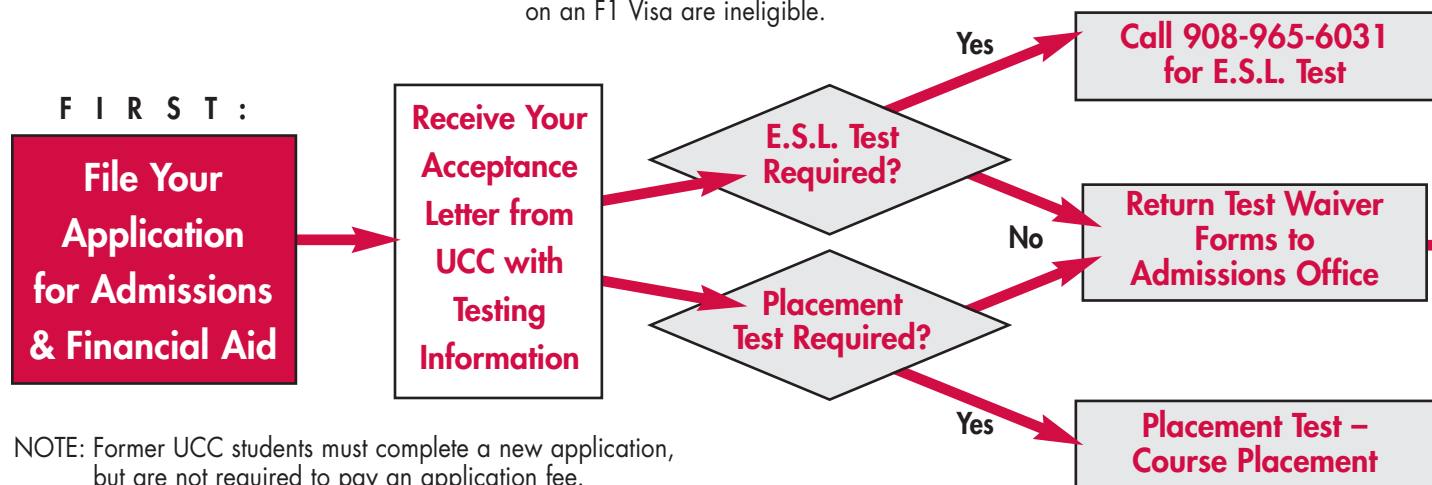 on an F1 Visa are ineligible.
F I R S T :
File Your
Application
for Admissions
& Financial Aid
Receive Your
Acceptance
Letter from
UCC with
Testing
Information
E.S.L. Test
Required?
Placement
Test Required?
Yes
No
Yes
Call 908-965-6031
for E.S.L. Test
Return Test Waiver
Forms to
Admissions Office
Placement Test –
Course Placement
NOTE: Former UCC students must complete a new application,
but are not required to pay an application fee.